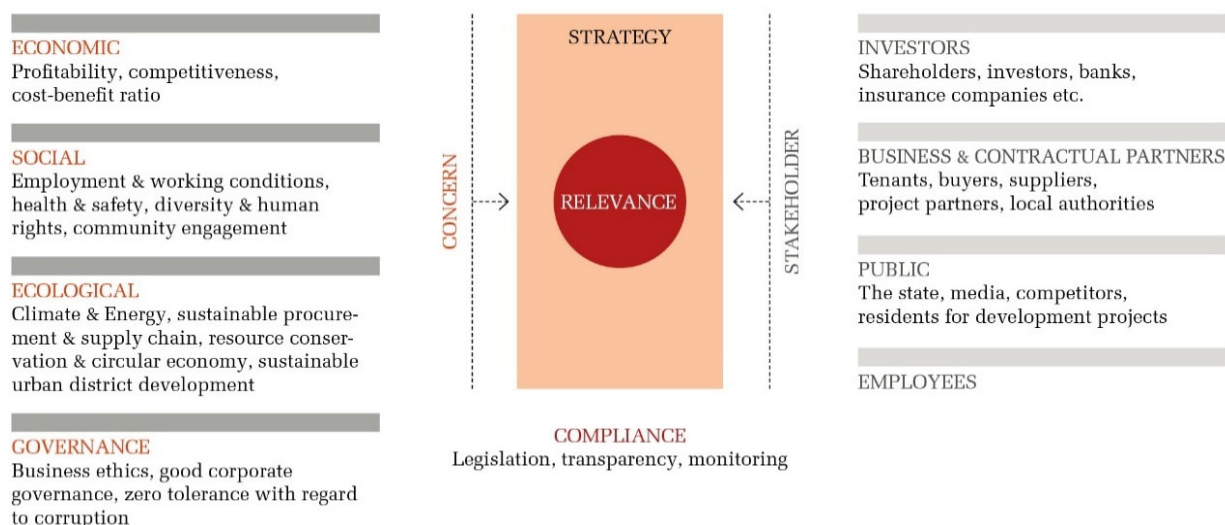 ECONOMIC
Profitability, competitiveness,
cost-benefit ratio
SOCIAL
Employment & working conditions,
health & safety, diversity & human
rights, community engagement
ECOLOGICAL
Climate & Energy, sustainable procure-
ment & supply chain, resource conser-
vation & circular economy, sustainable
urban district development
GOVERNANCE
Business ethics, good corporate
governance, zero tolerance with regard
to corruption
CONCERN
STRATEGY
RELEVANCE
STAKEHOLDER
COMPLIANCE
Legislation, transparency, monitoring
INVESTORS
Shareholders, investors, banks,
insurance companies etc.
BUSINESS & CONTRACTUAL PARTNERS
Tenants, buyers, suppliers,
project partners, local authorities
PUBLIC
The state, media, competitors,
residents for development projects
EMPLOYEES